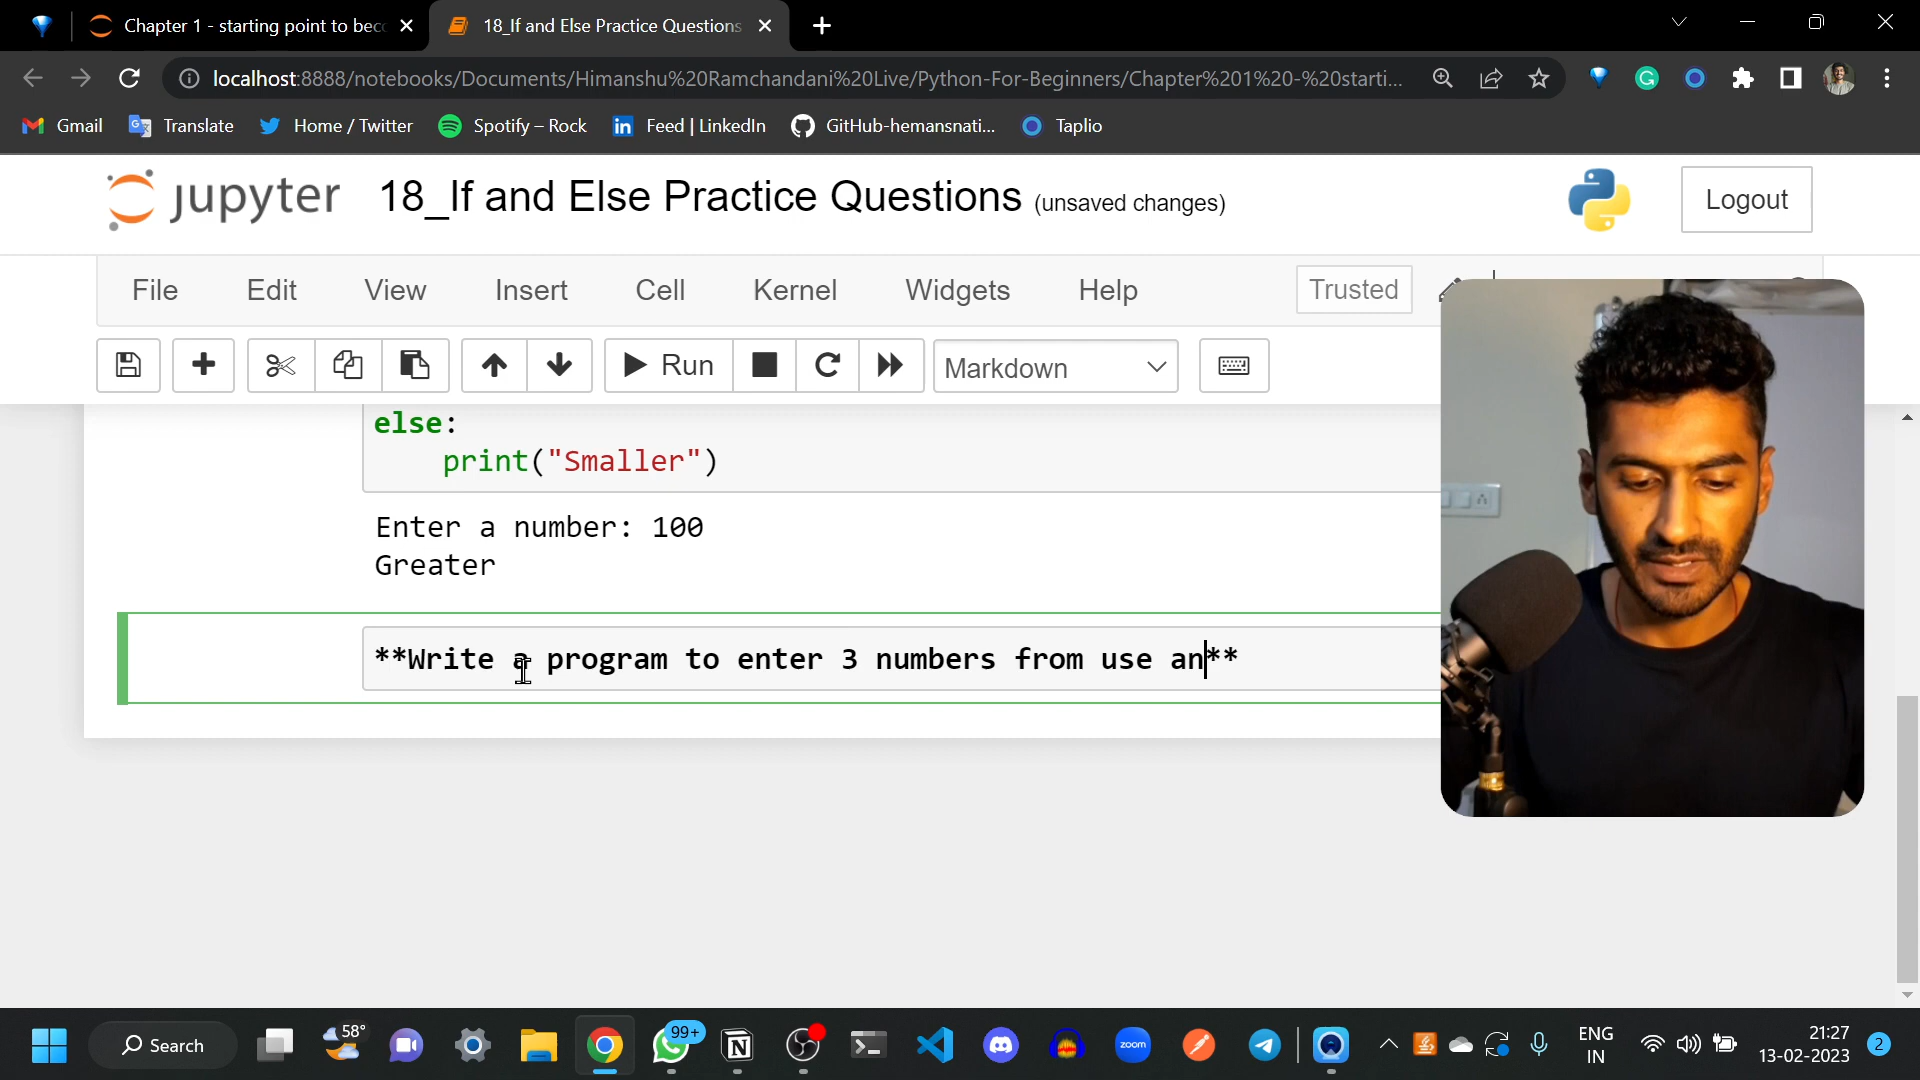 Chapter 1 - starting point to bec
18_If and Else Practice Questions
localhost:8888/notebooks/Documents/Himanshu%20Ramchandani%20Live/Python-For-Beginners/Chapter%201%20-%20starti...
Gmail
Translate
Home / Twitter
Spotify – Rock
Feed | LinkedIn
GitHub-hemansnati...
Taplio
jupyter 18_If and Else Practice Questions (unsaved changes)
Logout
File Edit View Insert Cell Kernel Widgets Help
Trusted
Run
Markdown
else:
print("Smaller")
Enter a number: 100
Greater
**Write a program to enter 3 numbers from use an**
58°
Search
99+
zoom
ENG
IN
21:27
13-02-2023
2